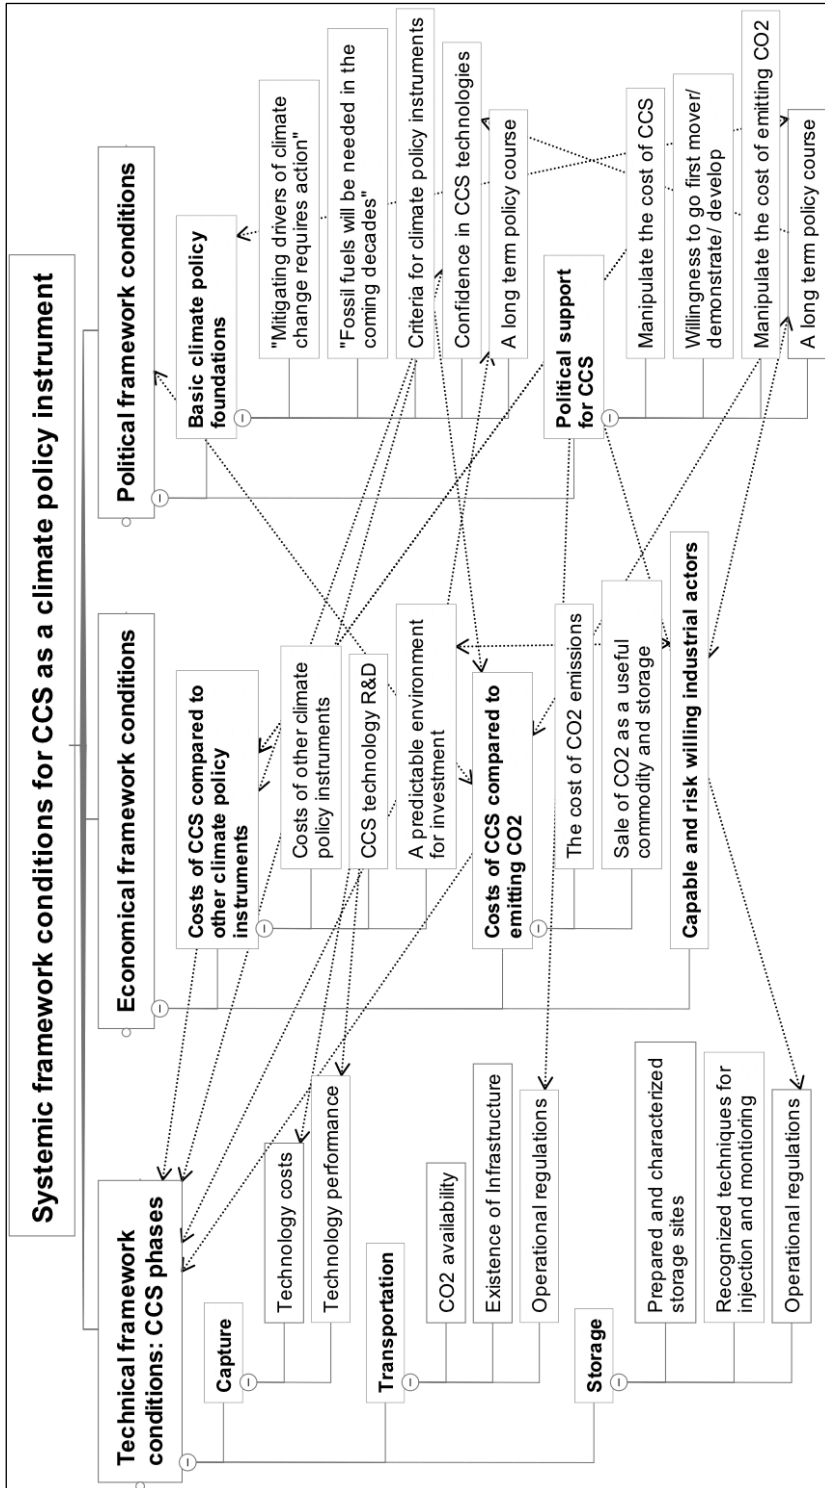 Systemic framework conditions for CCS as a climate policy instrument
Technical framework
conditions: CCS phases
Capture
Technology costs
Technology performance
Transportation
CO2 availability
Existence of Infrastructure
Operational regulations
Storage
Prepared and characterized
storage sites
Recognized techniques for
injection and montioring
Operational regulations
Economical framework conditions
Costs of CCS compared to
other climate policy
instruments
Costs of other climate
policy instruments
CCS technology R&D
A predictable environment
for investment
Costs of CCS compared to
emitting CO2
The cost of CO2 emissions
Sale of CO2 as a useful
commodity and storage
Capable and risk willing industrial actors
Political framework conditions
Basic climate policy
foundations
"Mitigating drivers of climate
change requires action"
"Fossil fuels will be needed in the
coming decades"
Criteria for climate policy instruments
Confidence in CCS technologies
A long term policy course
Political support
for CCS
Manipulate the cost of CCS
Willingness to go first mover/
demonstrate/ develop
Manipulate the cost of emitting CO2
A long term policy course